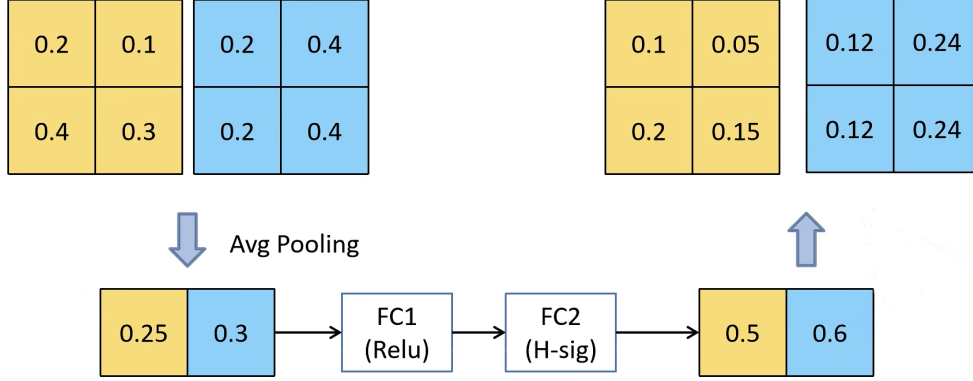 0.2 0.1 0.2 0.4 0.1 0.05 0.12 0.24
0.4 0.3 0.2 0.4 0.2 0.15 0.12 0.24
Avg Pooling
0.25 0.3 FC1 FC2 0.5 0.6
(Relu) (H-sig)